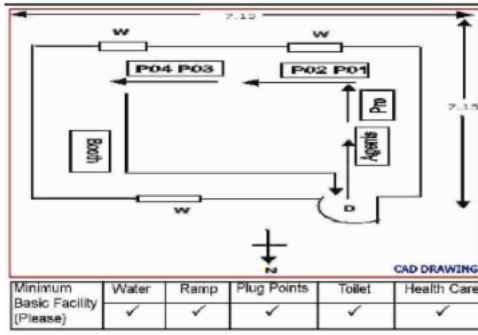 7.15
W W
P04 P03 P02 P01
Pro
7.15
Booth
Agents
W
D
N
CAD DRAWING
Minimum Basic Facility (Please) Water Ramp Plug Points Toilet Health Care
✓ ✓ ✓ ✓ ✓